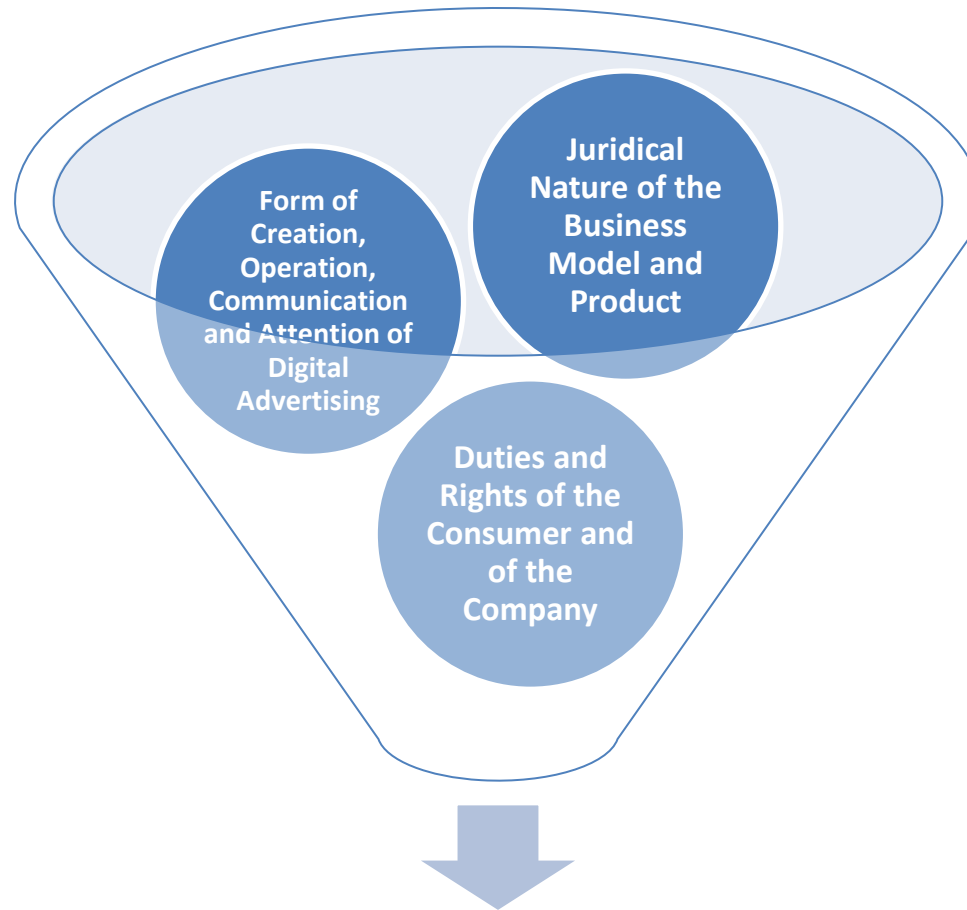 Form of
Creation,
Operation,
Communication
and Attention of
Digital
Advertising
Juridical
Nature of the
Business
Model and
Product
Duties and
Rights of the
Consumer and
of the
Company